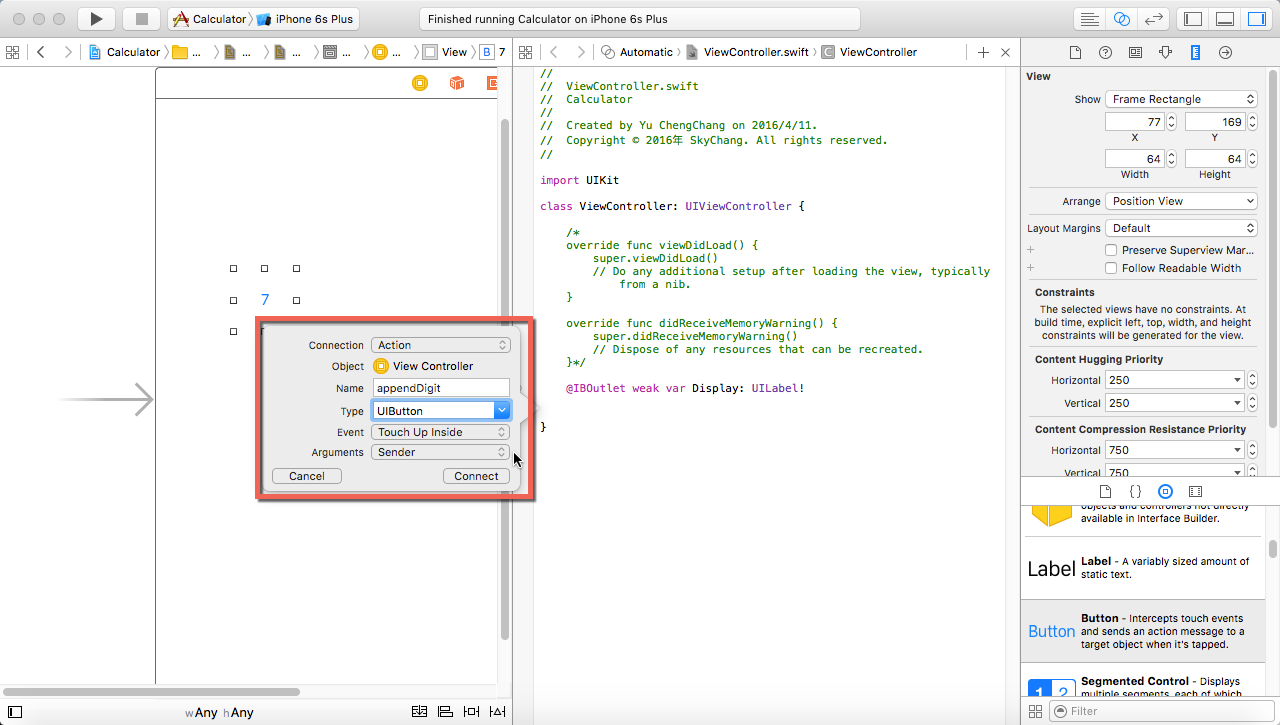 Calculator
iPhone 6s Plus
Finished running Calculator on iPhone 6s Plus
Calculator
...
...
...
...
...
View
B
7
Automatic
ViewController.swift
C
ViewController
7
Connection
Action
Object
View Controller
Name
appendDigit
Type
UIButton
Event
Touch Up Inside
Arguments
Sender
Cancel
Connect
wAny hAny
//
//  ViewController.swift
//  Calculator
//
//  Created by Yu ChengChang on 2016/4/11.
//  Copyright © 2016年 SkyChang. All rights reserved.
//
import UIKit
class ViewController: UIViewController {
/*
override func viewDidLoad() {
super.viewDidLoad()
// Do any additional setup after loading the view, typically
from a nib.
}
override func didReceiveMemoryWarning() {
super.didReceiveMemoryWarning()
// Dispose of any resources that can be recreated.
}*/
@IBOutlet weak var Display: UILabel!
}
View
Show
Frame Rectangle
77
169
X
Y
64
64
Width
Height
Arrange
Position View
Layout Margins
Default
Preserve Superview Mar...
Follow Readable Width
Constraints
The selected views have no constraints. At
build time, explicit left, top, width, and height
constraints will be generated for the view.
Content Hugging Priority
Horizontal
250
Vertical
250
Content Compression Resistance Priority
Horizontal
750
Vertical
750
objects and controllers not directly
available in Interface Builder.
Label
Label - A variably sized amount of
static text.
Button
Button - Intercepts touch events
and sends an action message to a
target object when it's tapped.
1 2
Segmented Control - Displays
multiple segments, each of which
Filter